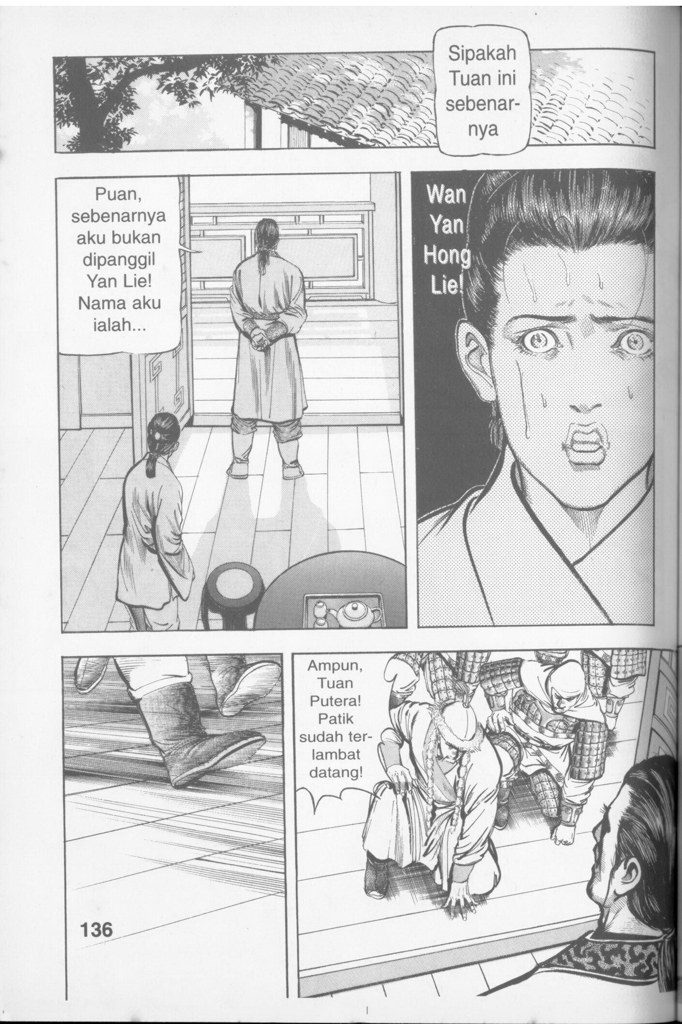 Sipakah
Tuan ini
sebenar-
nya
Puan,
sebenarnya
aku bukan
dipanggil
Yan Lie!
Nama aku
ialah...
Wan
Yan
Hong
Lie!
Ampun,
Tuan
Putera!
Patik
sudah ter-
lambat
datang!
136